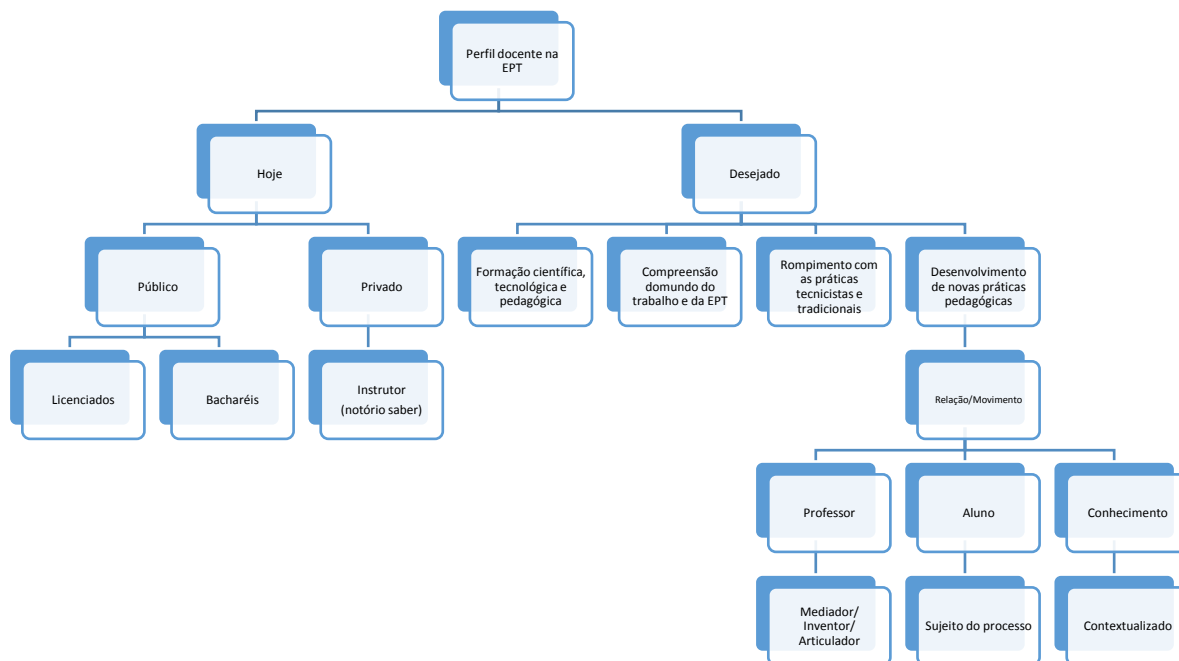 Perfil docente na
EPT
Hoje
Desejado
Público
Privado
Formação científica,
tecnológica e
pedagógica
Compreensão
domundo do
trabalho e da EPT
Rompimento com
as práticas
tecnicistas e
tradicionais
Desenvolvimento
de novas práticas
pedagógicas
Licenciados
Bacharéis
Instrutor
(notório saber)
Relação/Movimento
Professor
Aluno
Conhecimento
Mediador/
Inventor/
Articulador
Sujeito do processo
Contextualizado